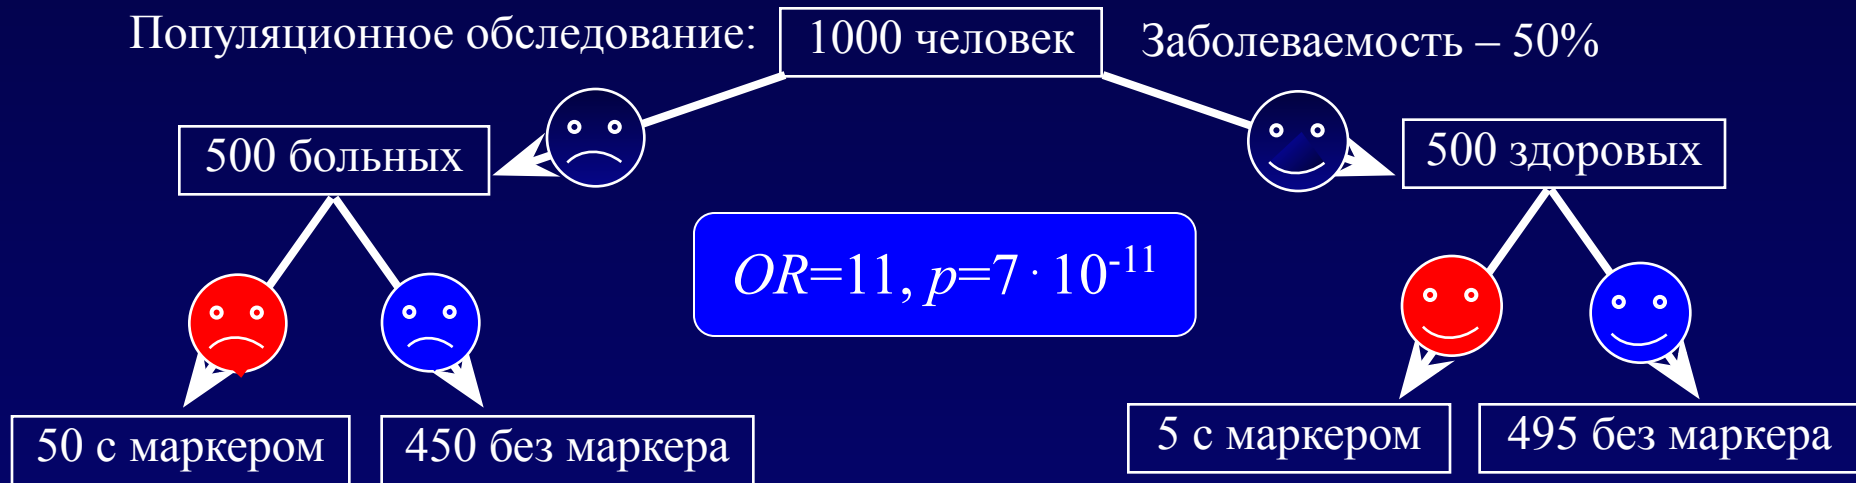 Популяционное обследование:
1000 человек
Заболеваемость – 50%
500 больных
500 здоровых
OR=11, p=7·10⁻¹¹
50 с маркером
450 без маркера
5 с маркером
495 без маркера